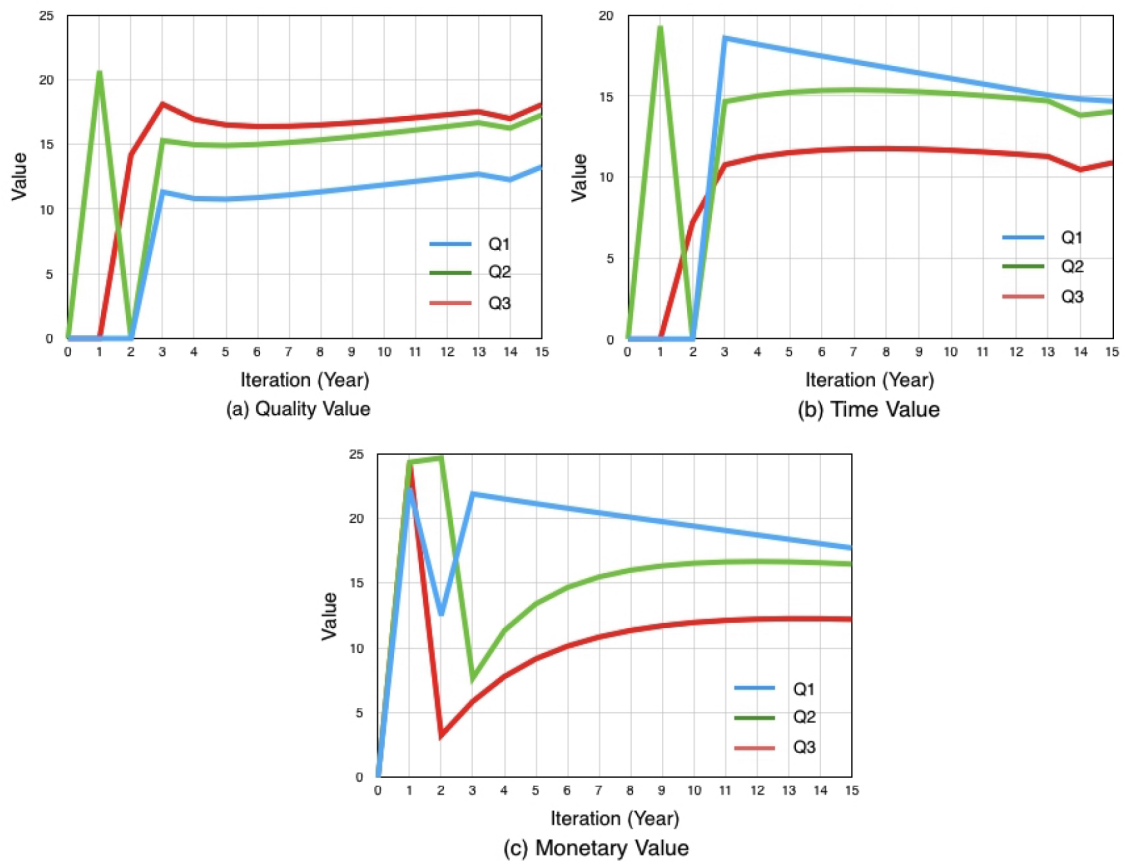 25
20
15
10
5
0
Value
0 1 2 3 4 5 6 7 8 9 10 11 12 13 14 15
Iteration (Year)
Q1
Q2
Q3
(a) Quality Value
20
15
10
5
0
Value
0 1 2 3 4 5 6 7 8 9 10 11 12 13 14 15
Iteration (Year)
Q1
Q2
Q3
(b) Time Value
25
20
15
10
5
0
Value
0 1 2 3 4 5 6 7 8 9 10 11 12 13 14 15
Iteration (Year)
Q1
Q2
Q3
(c) Monetary Value